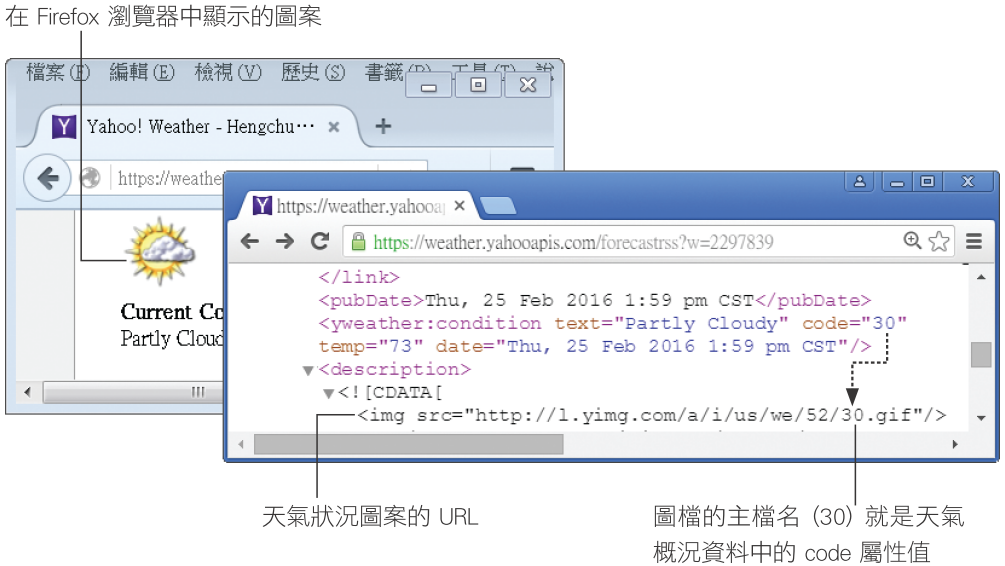 在 Firefox 瀏覽器中顯示的圖案
檔案(F) 編輯(E) 檢視(V) 歷史(S) 書籤(B) 工具(T) 說
Yahoo! Weather - Hengchu…
https://weather
https://weather.yahooap
https://weather.yahooapis.com/forecastrss?w=2297839
</link>
<pubDate>Thu, 25 Feb 2016 1:59 pm CST</pubDate>
<yweather:condition text="Partly Cloudy" code="30"
temp="73" date="Thu, 25 Feb 2016 1:59 pm CST"/>
<description>
<![CDATA[
<img src="http://l.yimg.com/a/i/us/we/52/30.gif"/>
Current Co
Partly Cloud
天氣狀況圖案的 URL
圖檔的主檔名 (30) 就是天氣
概況資料中的 code 屬性值